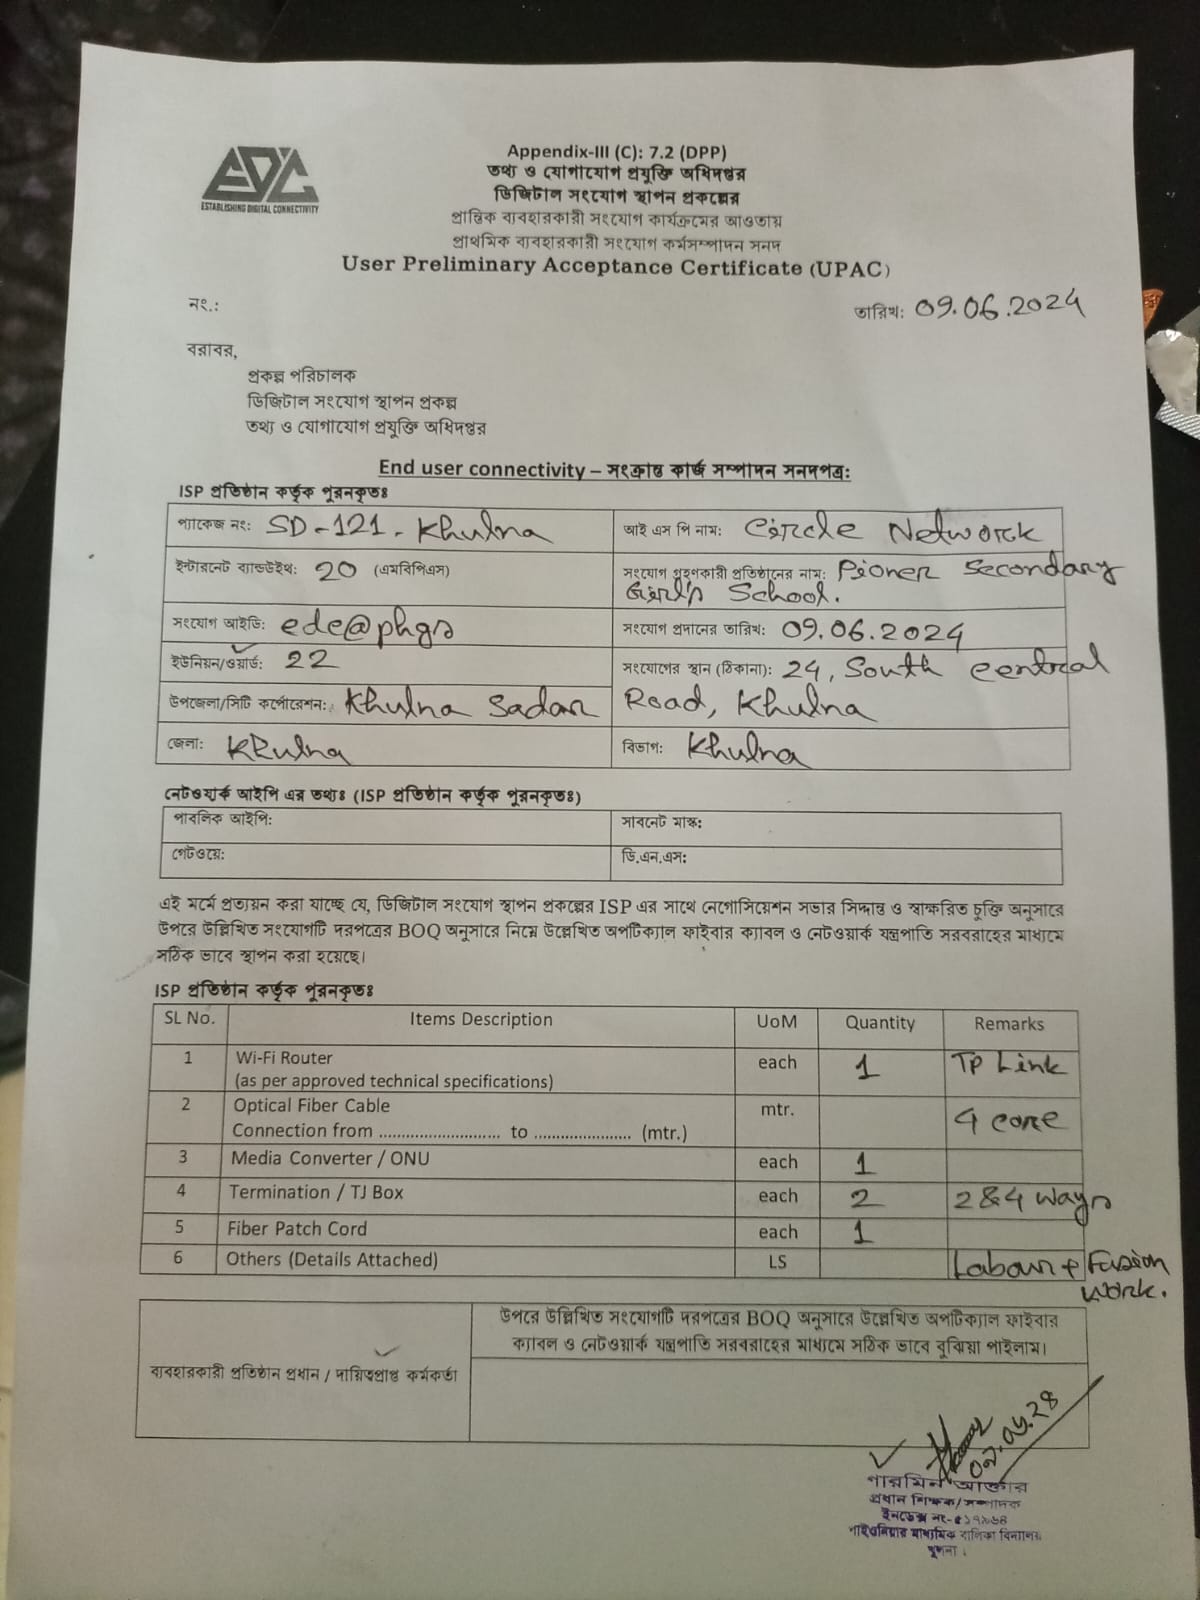 EDC
ESTABLISHING DIGITAL CONNECTIVITY
Appendix-III (C): 7.2 (DPP)
তথ্য ও যোগাযোগ প্রযুক্তি অধিদপ্তর
ডিজিটাল সংযোগ স্থাপন প্রকল্পের
প্রান্তিক ব্যবহারকারী সংযোগ কার্যক্রমের আওতায়
প্রাথমিক ব্যবহারকারী সংযোগ কর্মসম্পাদন সনদ
User Preliminary Acceptance Certificate (UPAC)
নং.:
তারিখ: 09.06.2024
বরাবর,
প্রকল্প পরিচালক
ডিজিটাল সংযোগ স্থাপন প্রকল্প
তথ্য ও যোগাযোগ প্রযুক্তি অধিদপ্তর
End user connectivity – সংক্রান্ত কার্জ সম্পাদন সনদপত্র:
ISP প্রতিষ্ঠান কর্তৃক পূরনকৃতঃ
প্যাকেজ নং: SD-121-Khulna
আই এস পি নাম: Circle Network
ইন্টারনেট ব্যান্ডউইথ: 20 (এমবিপিএস)
সংযোগ গ্রহণকারী প্রতিষ্ঠানের নাম: Pioner Secondary
Girl's School.
সংযোগ আইডি: edc@phgs
সংযোগ প্রদানের তারিখ: 09.06.2024
ইউনিয়ন/ওয়ার্ড: 22
সংযোগের স্থান (ঠিকানা): 24, South Central
উপজেলা/সিটি কর্পোরেশন: Khulna Sadar
Road, Khulna
জেলা: Khulna
বিভাগ: Khulna
নেটওয়ার্ক আইপি এর তথ্যঃ (ISP প্রতিষ্ঠান কর্তৃক পূরনকৃতঃ)
পাবলিক আইপি:
সাবনেট মাস্ক:
গেটওয়ে:
ডি.এন.এস:
এই মর্মে প্রত্যয়ন করা যাচ্ছে যে, ডিজিটাল সংযোগ স্থাপন প্রকল্পের ISP এর সাথে নেগোসিয়েশন সভার সিদ্দান্ত ও স্বাক্ষরিত চুক্তি অনুসারে
উপরে উল্লিখিত সংযোগটি দরপত্রের BOQ অনুসারে নিম্নে উল্লেখিত অপটিক্যাল ফাইবার ক্যাবল ও নেটওয়ার্ক যন্ত্রপাতি সরবরাহের মাধ্যমে
সঠিক ভাবে স্থাপন করা হয়েছে।
ISP প্রতিষ্ঠান কর্তৃক পূরনকৃতঃ
SL No. Items Description UoM Quantity Remarks
1 Wi-Fi Router each 1 TP Link
(as per approved technical specifications)
2 Optical Fiber Cable mtr. 4 core
Connection from ........................... to ..................... (mtr.)
3 Media Converter / ONU each 1
4 Termination / TJ Box each 2 2&4 ways
5 Fiber Patch Cord each 1
6 Others (Details Attached) LS Labour & Fusion
work.
উপরে উল্লিখিত সংযোগটি দরপত্রের BOQ অনুসারে উল্লেখিত অপটিক্যাল ফাইবার
ক্যাবল ও নেটওয়ার্ক যন্ত্রপাতি সরবরাহের মাধ্যমে সঠিক ভাবে বুঝিয়া পাইলাম।
ব্যবহারকারী প্রতিষ্ঠান প্রধান / দায়িত্বপ্রাপ্ত কর্মকর্তা
০৯.০৬.২৪
পারমিন আক্তার
প্রধান শিক্ষক/সম্পাদক
ইনডেক্স নং-
পাইওনিয়ার মাধ্যমিক বালিকা বিদ্যালয়
খুলনা।